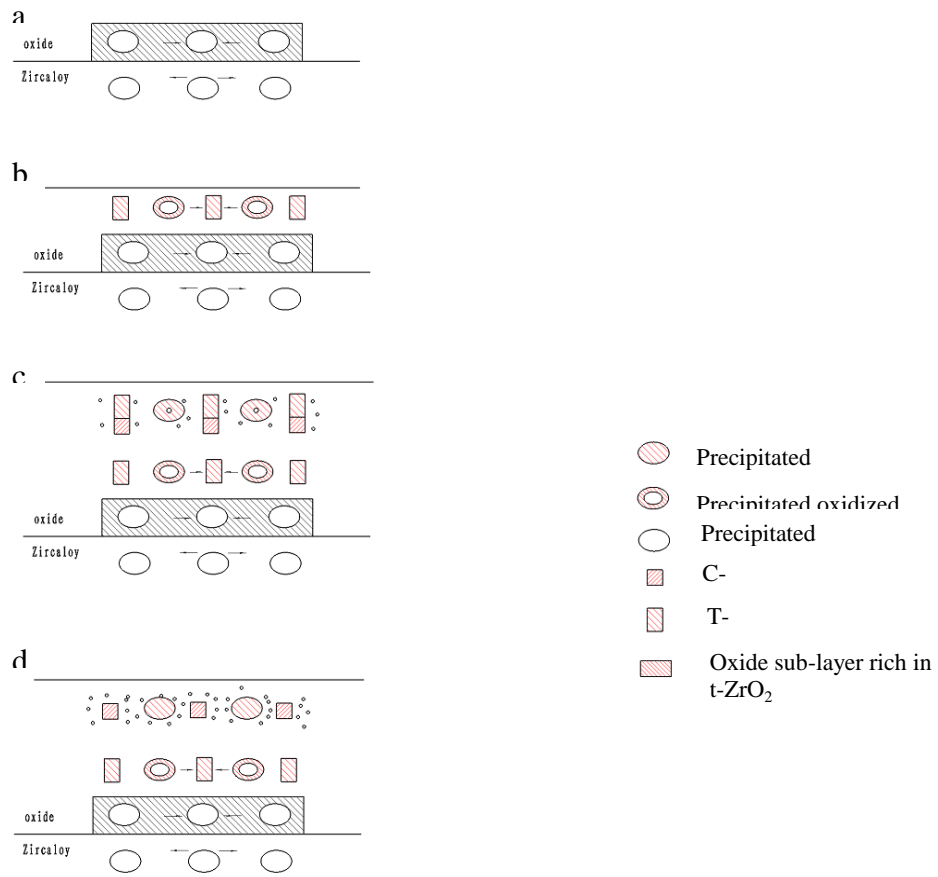 a
oxide
Zircaloy
b
oxide
Zircaloy
c
oxide
Zircaloy
d
oxide
Zircaloy
Precipitated
Precipitated oxidized
Precipitated
C-
T-
Oxide sub-layer rich in
t-ZrO₂